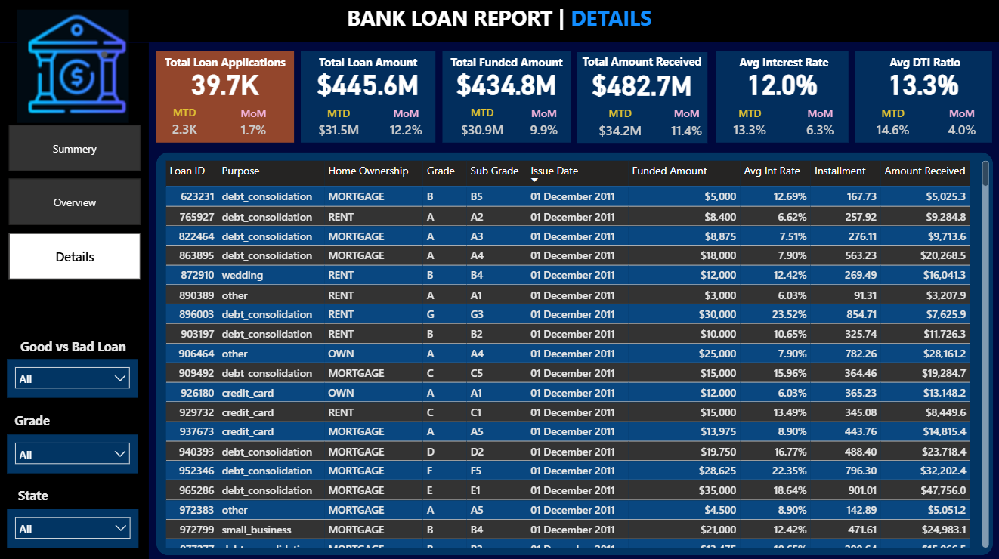 BANK LOAN REPORT | DETAILS
$
Total Loan Applications
39.7K
MTD MoM
2.3K 1.7%
Total Loan Amount
$445.6M
MTD MoM
$31.5M 12.2%
Total Funded Amount
$434.8M
MTD MoM
$30.9M 9.9%
Total Amount Received
$482.7M
MTD MoM
$34.2M 11.4%
Avg Interest Rate
12.0%
MTD MoM
13.3% 6.3%
Avg DTI Ratio
13.3%
MTD MoM
14.6% 4.0%
Summery
Overview
Details
Good vs Bad Loan
All
Grade
All
State
All
Loan ID Purpose Home Ownership Grade Sub Grade Issue Date Funded Amount Avg Int Rate Installment Amount Received
623231 debt_consolidation MORTGAGE B B5 01 December 2011 $5,000 12.69% 167.73 $5,025.3
765927 debt_consolidation RENT A A2 01 December 2011 $8,400 6.62% 257.92 $9,284.8
822464 debt_consolidation MORTGAGE A A3 01 December 2011 $8,875 7.51% 276.11 $9,713.6
863895 debt_consolidation MORTGAGE A A4 01 December 2011 $18,000 7.90% 563.23 $20,268.5
872910 wedding RENT B B4 01 December 2011 $12,000 12.42% 269.49 $16,041.3
890389 other RENT A A1 01 December 2011 $3,000 6.03% 91.31 $3,207.9
896003 debt_consolidation RENT G G3 01 December 2011 $30,000 23.52% 854.71 $7,625.9
903197 debt_consolidation RENT B B2 01 December 2011 $10,000 10.65% 325.74 $11,726.3
906464 other OWN A A4 01 December 2011 $25,000 7.90% 782.26 $28,161.2
909492 debt_consolidation MORTGAGE C C5 01 December 2011 $15,000 15.96% 364.46 $19,284.7
926180 credit_card OWN A A1 01 December 2011 $12,000 6.03% 365.23 $13,148.2
929732 credit_card RENT C C1 01 December 2011 $15,000 13.49% 345.08 $8,449.6
937673 credit_card MORTGAGE A A5 01 December 2011 $13,975 8.90% 443.76 $14,815.4
940393 debt_consolidation MORTGAGE D D2 01 December 2011 $19,750 16.77% 488.40 $23,718.4
952346 debt_consolidation MORTGAGE F F5 01 December 2011 $28,625 22.35% 796.30 $32,202.4
965286 debt_consolidation MORTGAGE E E1 01 December 2011 $35,000 18.64% 901.01 $47,756.0
972383 other MORTGAGE A A5 01 December 2011 $4,500 8.90% 142.89 $5,051.2
972799 small_business MORTGAGE B B4 01 December 2011 $21,000 12.42% 471.61 $24,983.1